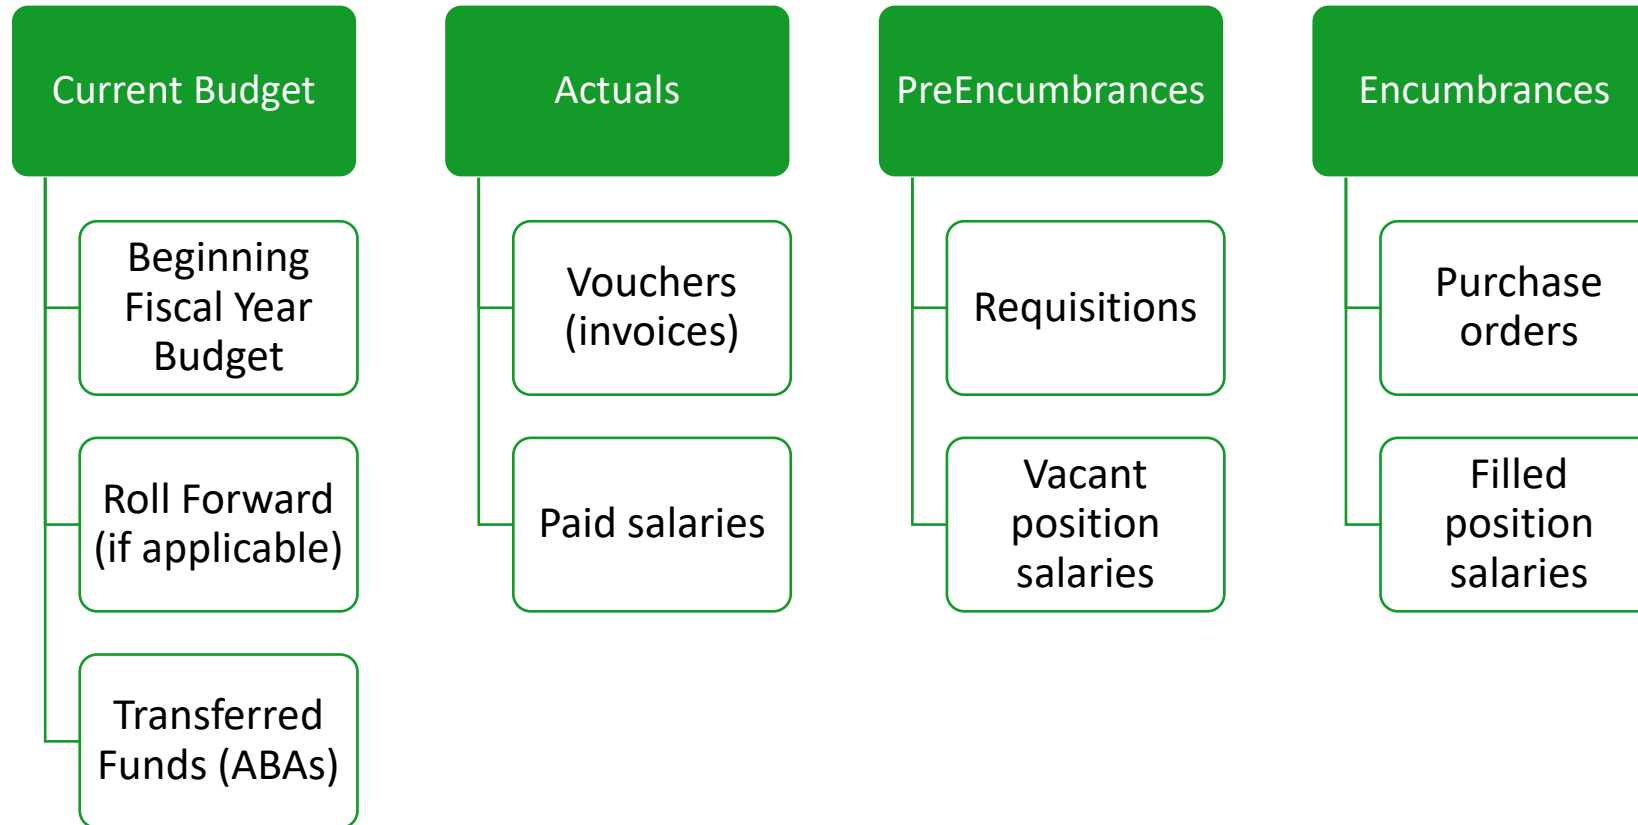 Current Budget
Beginning
Fiscal Year
Budget
Roll Forward
(if applicable)
Transferred
Funds (ABAs)
Actuals
Vouchers
(invoices)
Paid salaries
PreEncumbrances
Requisitions
Vacant
position
salaries
Encumbrances
Purchase
orders
Filled
position
salaries